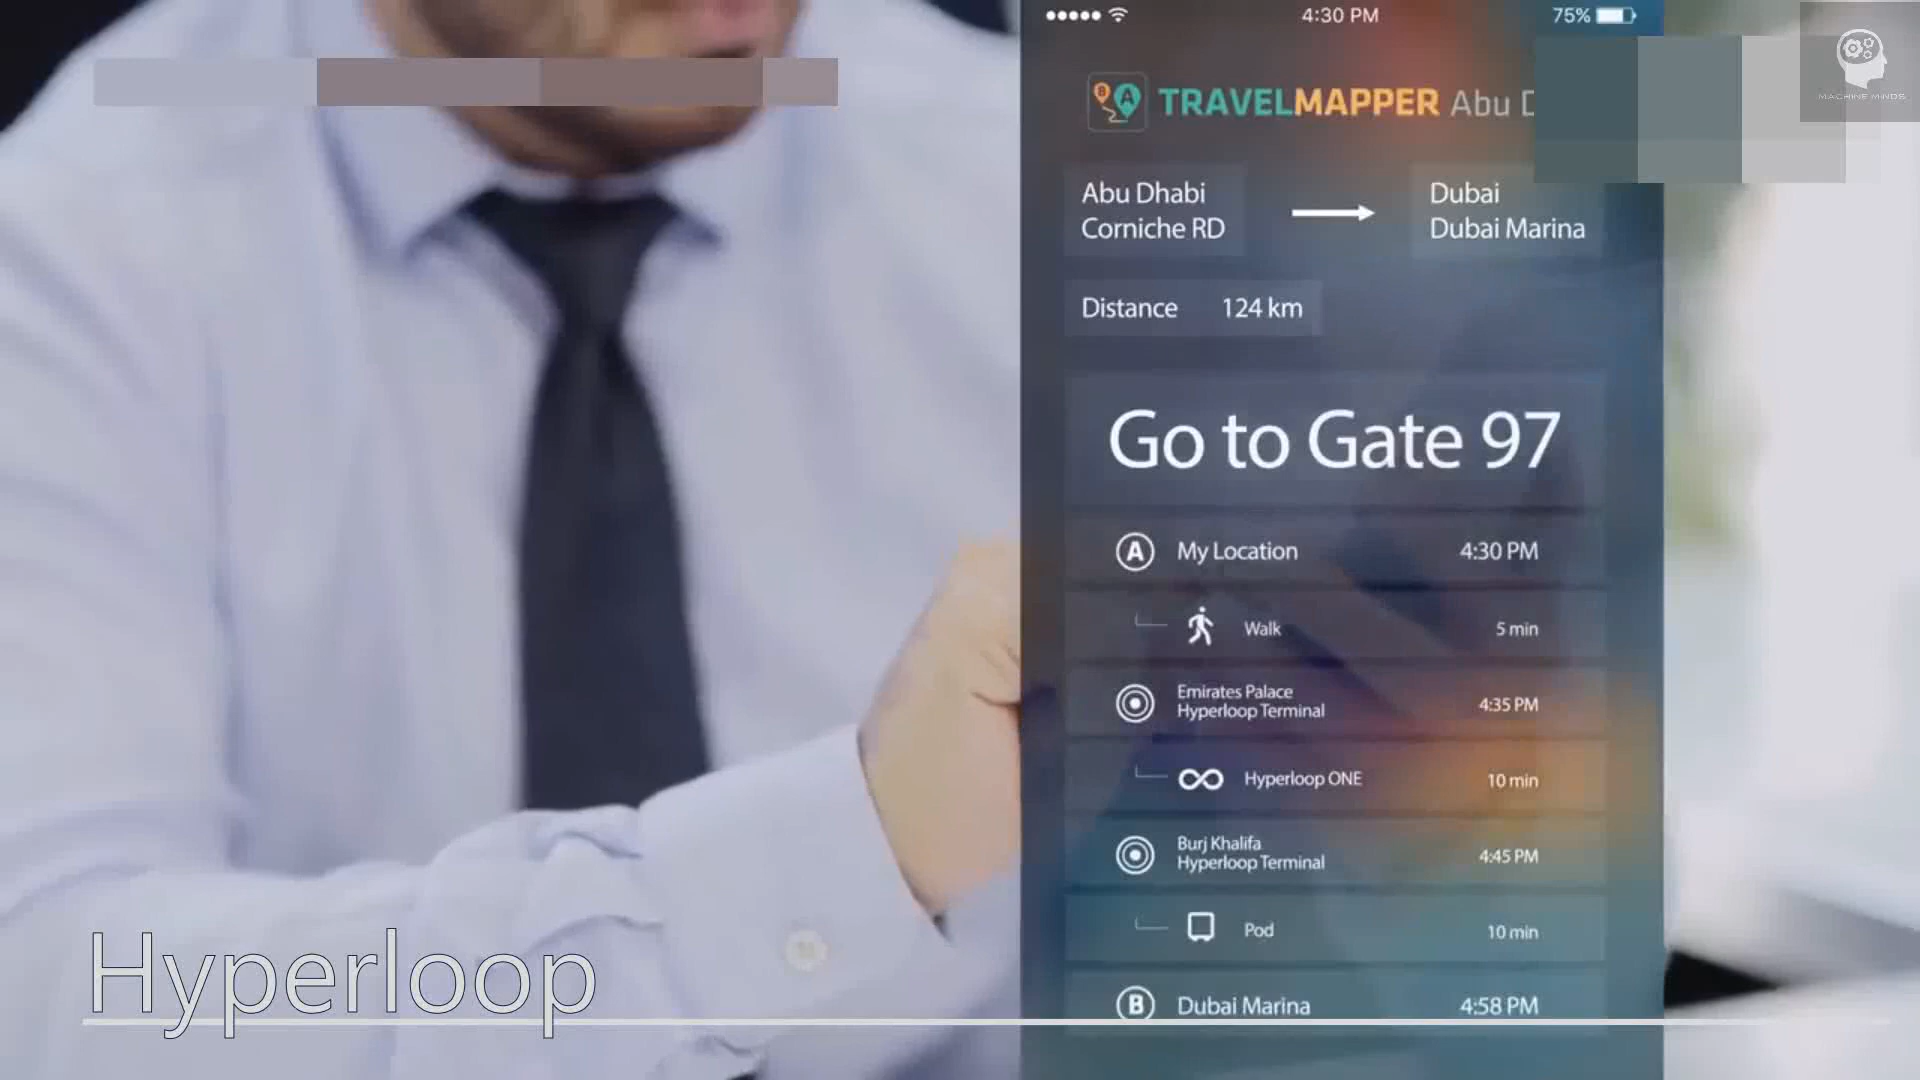 4:30 PM
75%
MACHINE MINDS
TRAVELMAPPER Abu
Abu Dhabi
Corniche RD
Dubai
Dubai Marina
Distance 124 km
Go to Gate 97
A My Location 4:30 PM
Walk 5 min
Emirates Palace
Hyperloop Terminal 4:35 PM
Hyperloop ONE 10 min
Burj Khalifa
Hyperloop Terminal 4:45 PM
Pod 10 min
B Dubai Marina 4:58 PM
Hyperloop